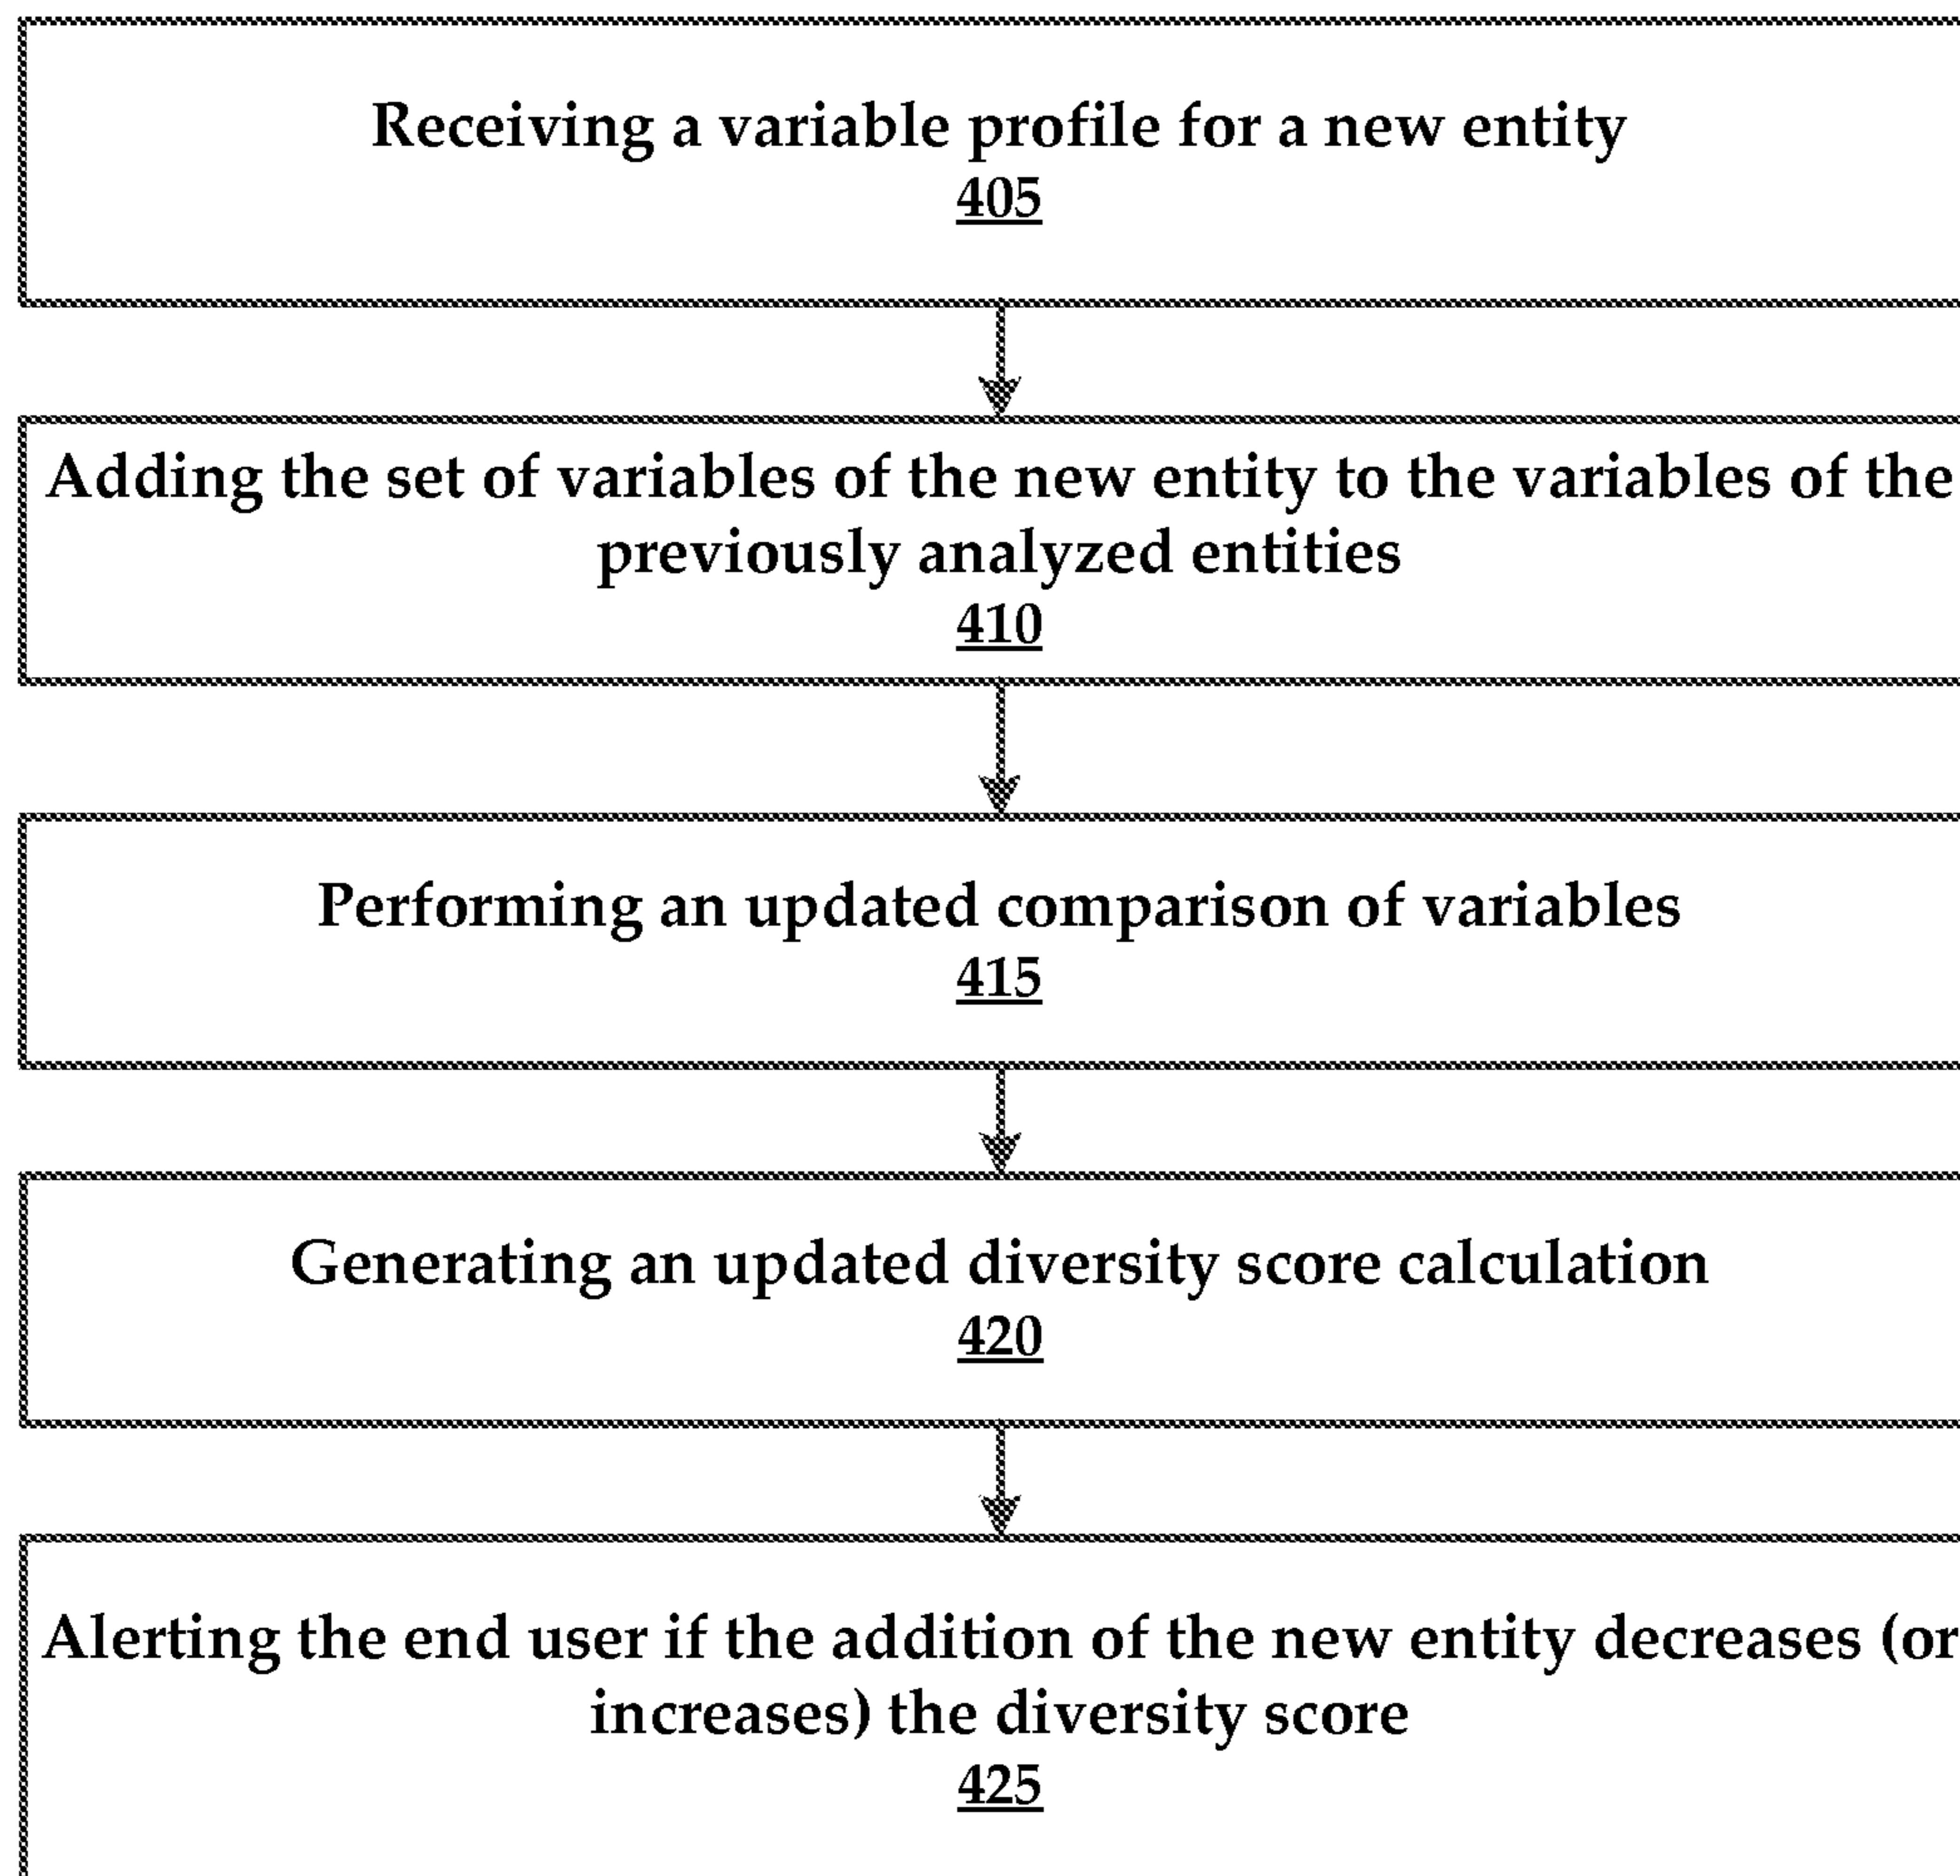 Receiving a variable profile for a new entity
405
Adding the set of variables of the new entity to the variables of the
previously analyzed entities
410
Performing an updated comparison of variables
415
Generating an updated diversity score calculation
420
Alerting the end user if the addition of the new entity decreases (or
increases) the diversity score
425